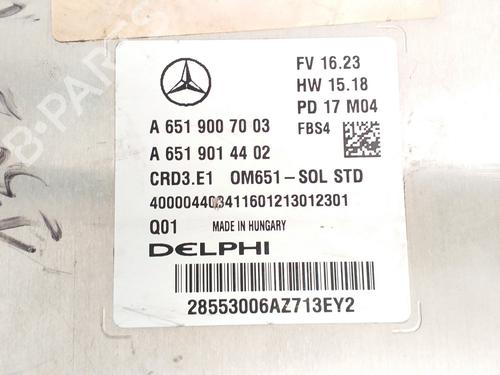 FV 16.23
HW 15.18
PD 17 M04
FBS4
A 651 900 70 03
A 651 901 44 02
CRD3.E1 OM651-SOL STD
400004403411601213012301
Q01 MADE IN HUNGARY
DELPHI
28553006AZ713EY2